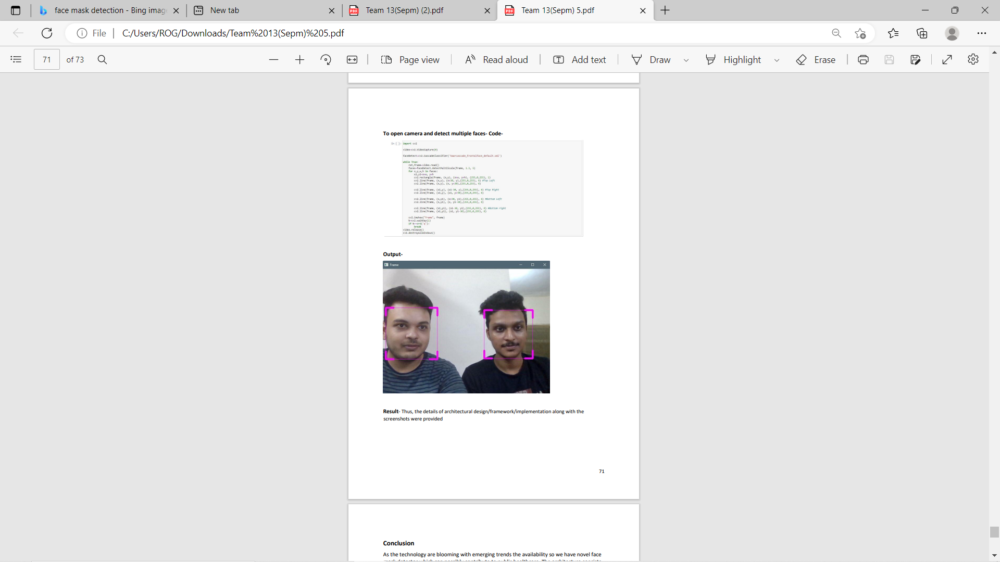 face mask detection - Bing imag
New tab
Team 13(Sepm) (2).pdf
Team 13(Sepm) 5.pdf
File
C:/Users/ROG/Downloads/Team%2013(Sepm)%205.pdf
71 of 73
Page view
Read aloud
Add text
Draw
Highlight
Erase
To open camera and detect multiple faces- Code-
In [ ]: import cv2
video=cv2.VideoCapture(0)
faceDetect=cv2.CascadeClassifier('haarcascade_frontalface_default.xml')
while True:
ret,frame=video.read()
faces=faceDetect.detectMultiScale(frame, 1.3, 5)
for x,y,w,h in faces:
x1,y1=x+w, y+h
cv2.rectangle(frame, (x,y), (x+w, y+h), (255,0,255), 1)
cv2.line(frame, (x,y), (x+30, y),(255,0,255), 6) #Top Left
cv2.line(frame, (x,y), (x, y+30),(255,0,255), 6)
cv2.line(frame, (x1,y), (x1-30, y),(255,0,255), 6) #Top Right
cv2.line(frame, (x1,y), (x1, y+30),(255,0,255), 6)
cv2.line(frame, (x,y1), (x+30, y1),(255,0,255), 6) #Bottom Left
cv2.line(frame, (x,y1), (x, y1-30),(255,0,255), 6)
cv2.line(frame, (x1,y1), (x1-30, y1),(255,0,255), 6) #Bottom right
cv2.line(frame, (x1,y1), (x1, y1-30),(255,0,255), 6)
cv2.imshow("Frame", frame)
k=cv2.waitKey(1)
if k==ord('q'):
break
video.release()
cv2.destroyAllWindows()
Output-
Frame
Result- Thus, the details of architectural design/framework/implementation along with the
screenshots were provided
71
Conclusion
As the technology are blooming with emerging trends the availability so we have novel face